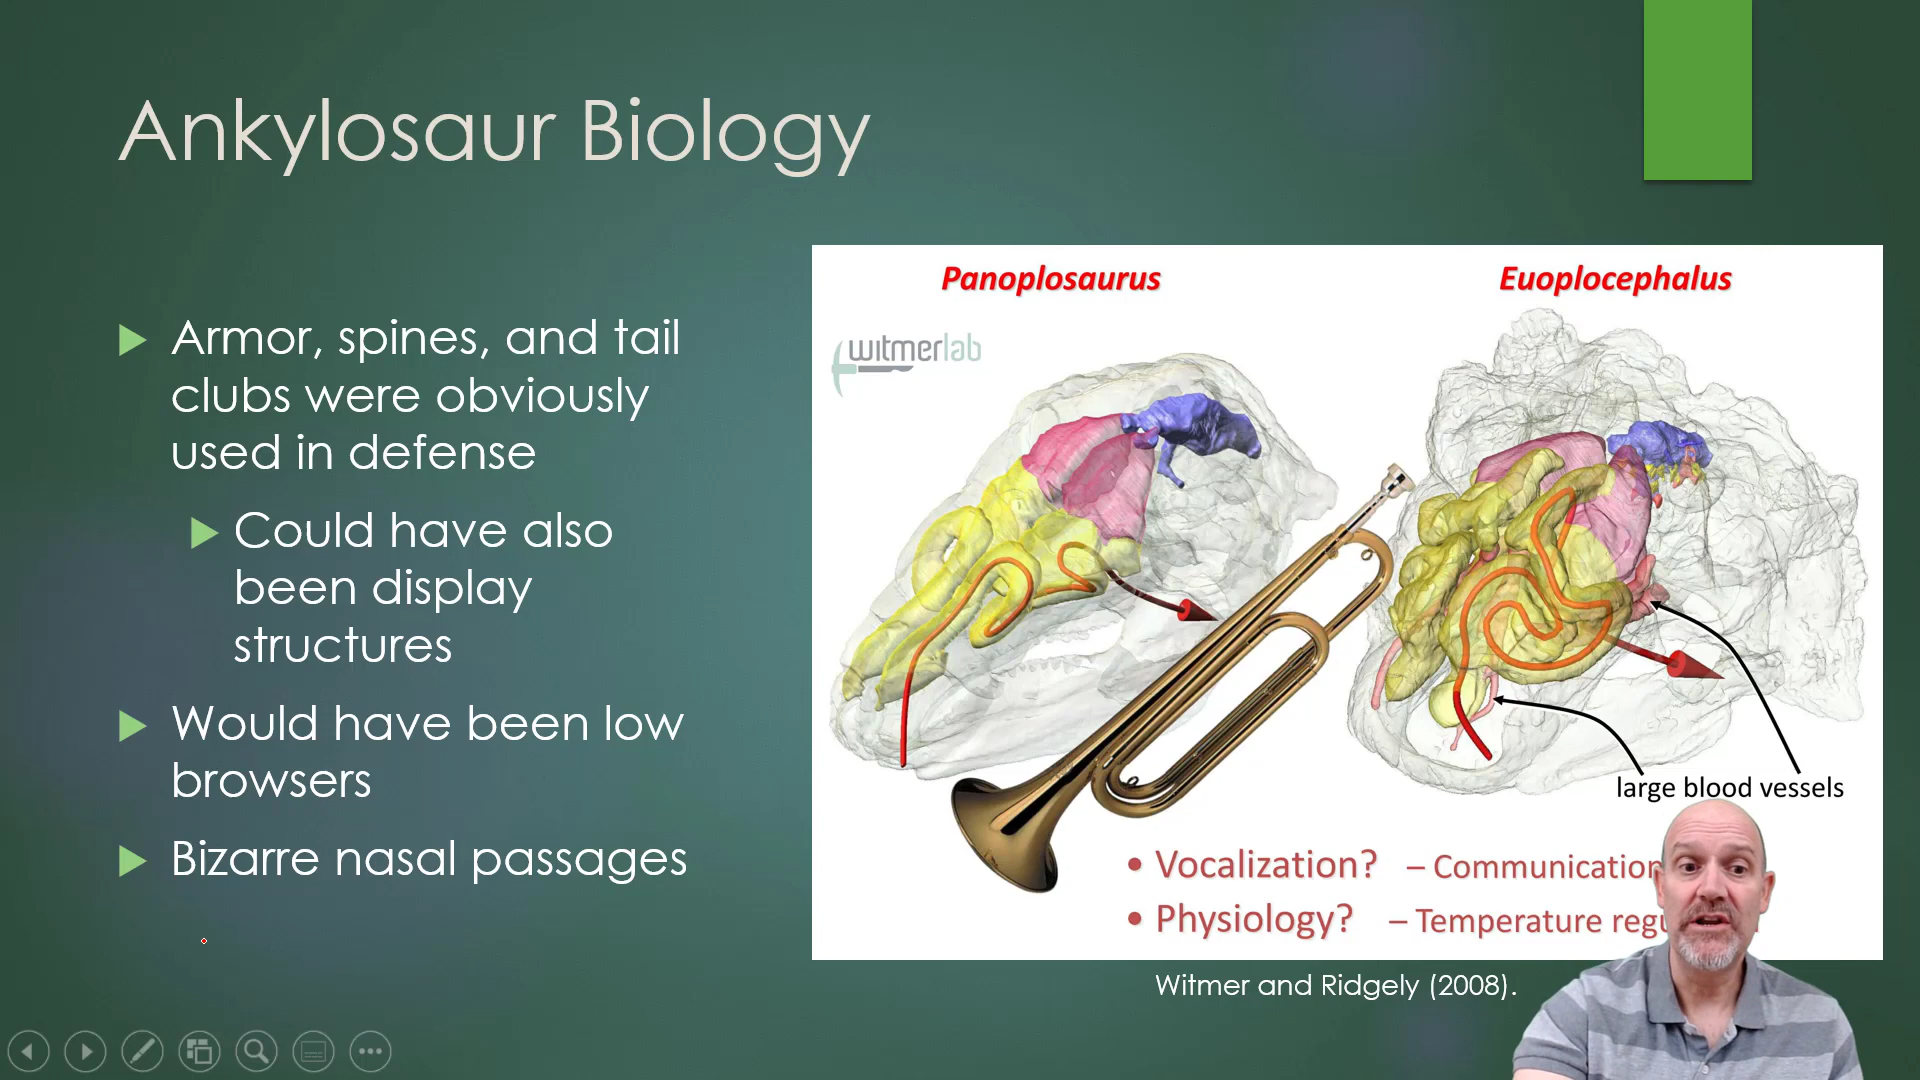 Ankylosaur Biology
Armor, spines, and tail
clubs were obviously
used in defense
Could have also
been display
structures
Would have been low
browsers
Bizarre nasal passages
Panoplosaurus
Euoplocephalus
witmerlab
large blood vessels
• Vocalization? – Communication
• Physiology? – Temperature
Witmer and Ridgely (2008).